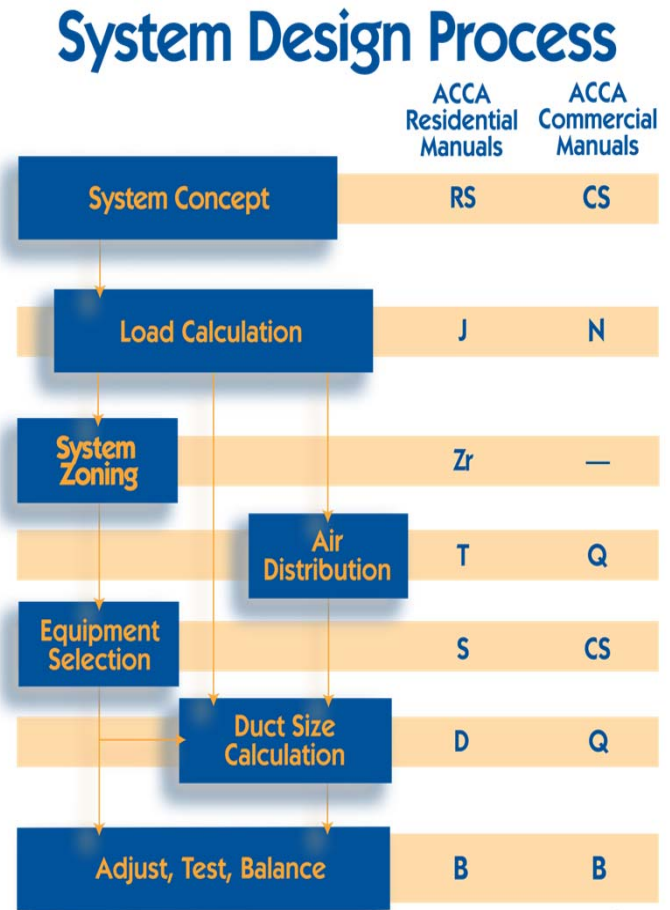 System Design Process
ACCA
Residential
Manuals
ACCA
Commercial
Manuals
System Concept RS CS
Load Calculation J N
System
Zoning
Zr —
Air
Distribution
T Q
Equipment
Selection
S CS
Duct Size
Calculation
D Q
Adjust, Test, Balance B B